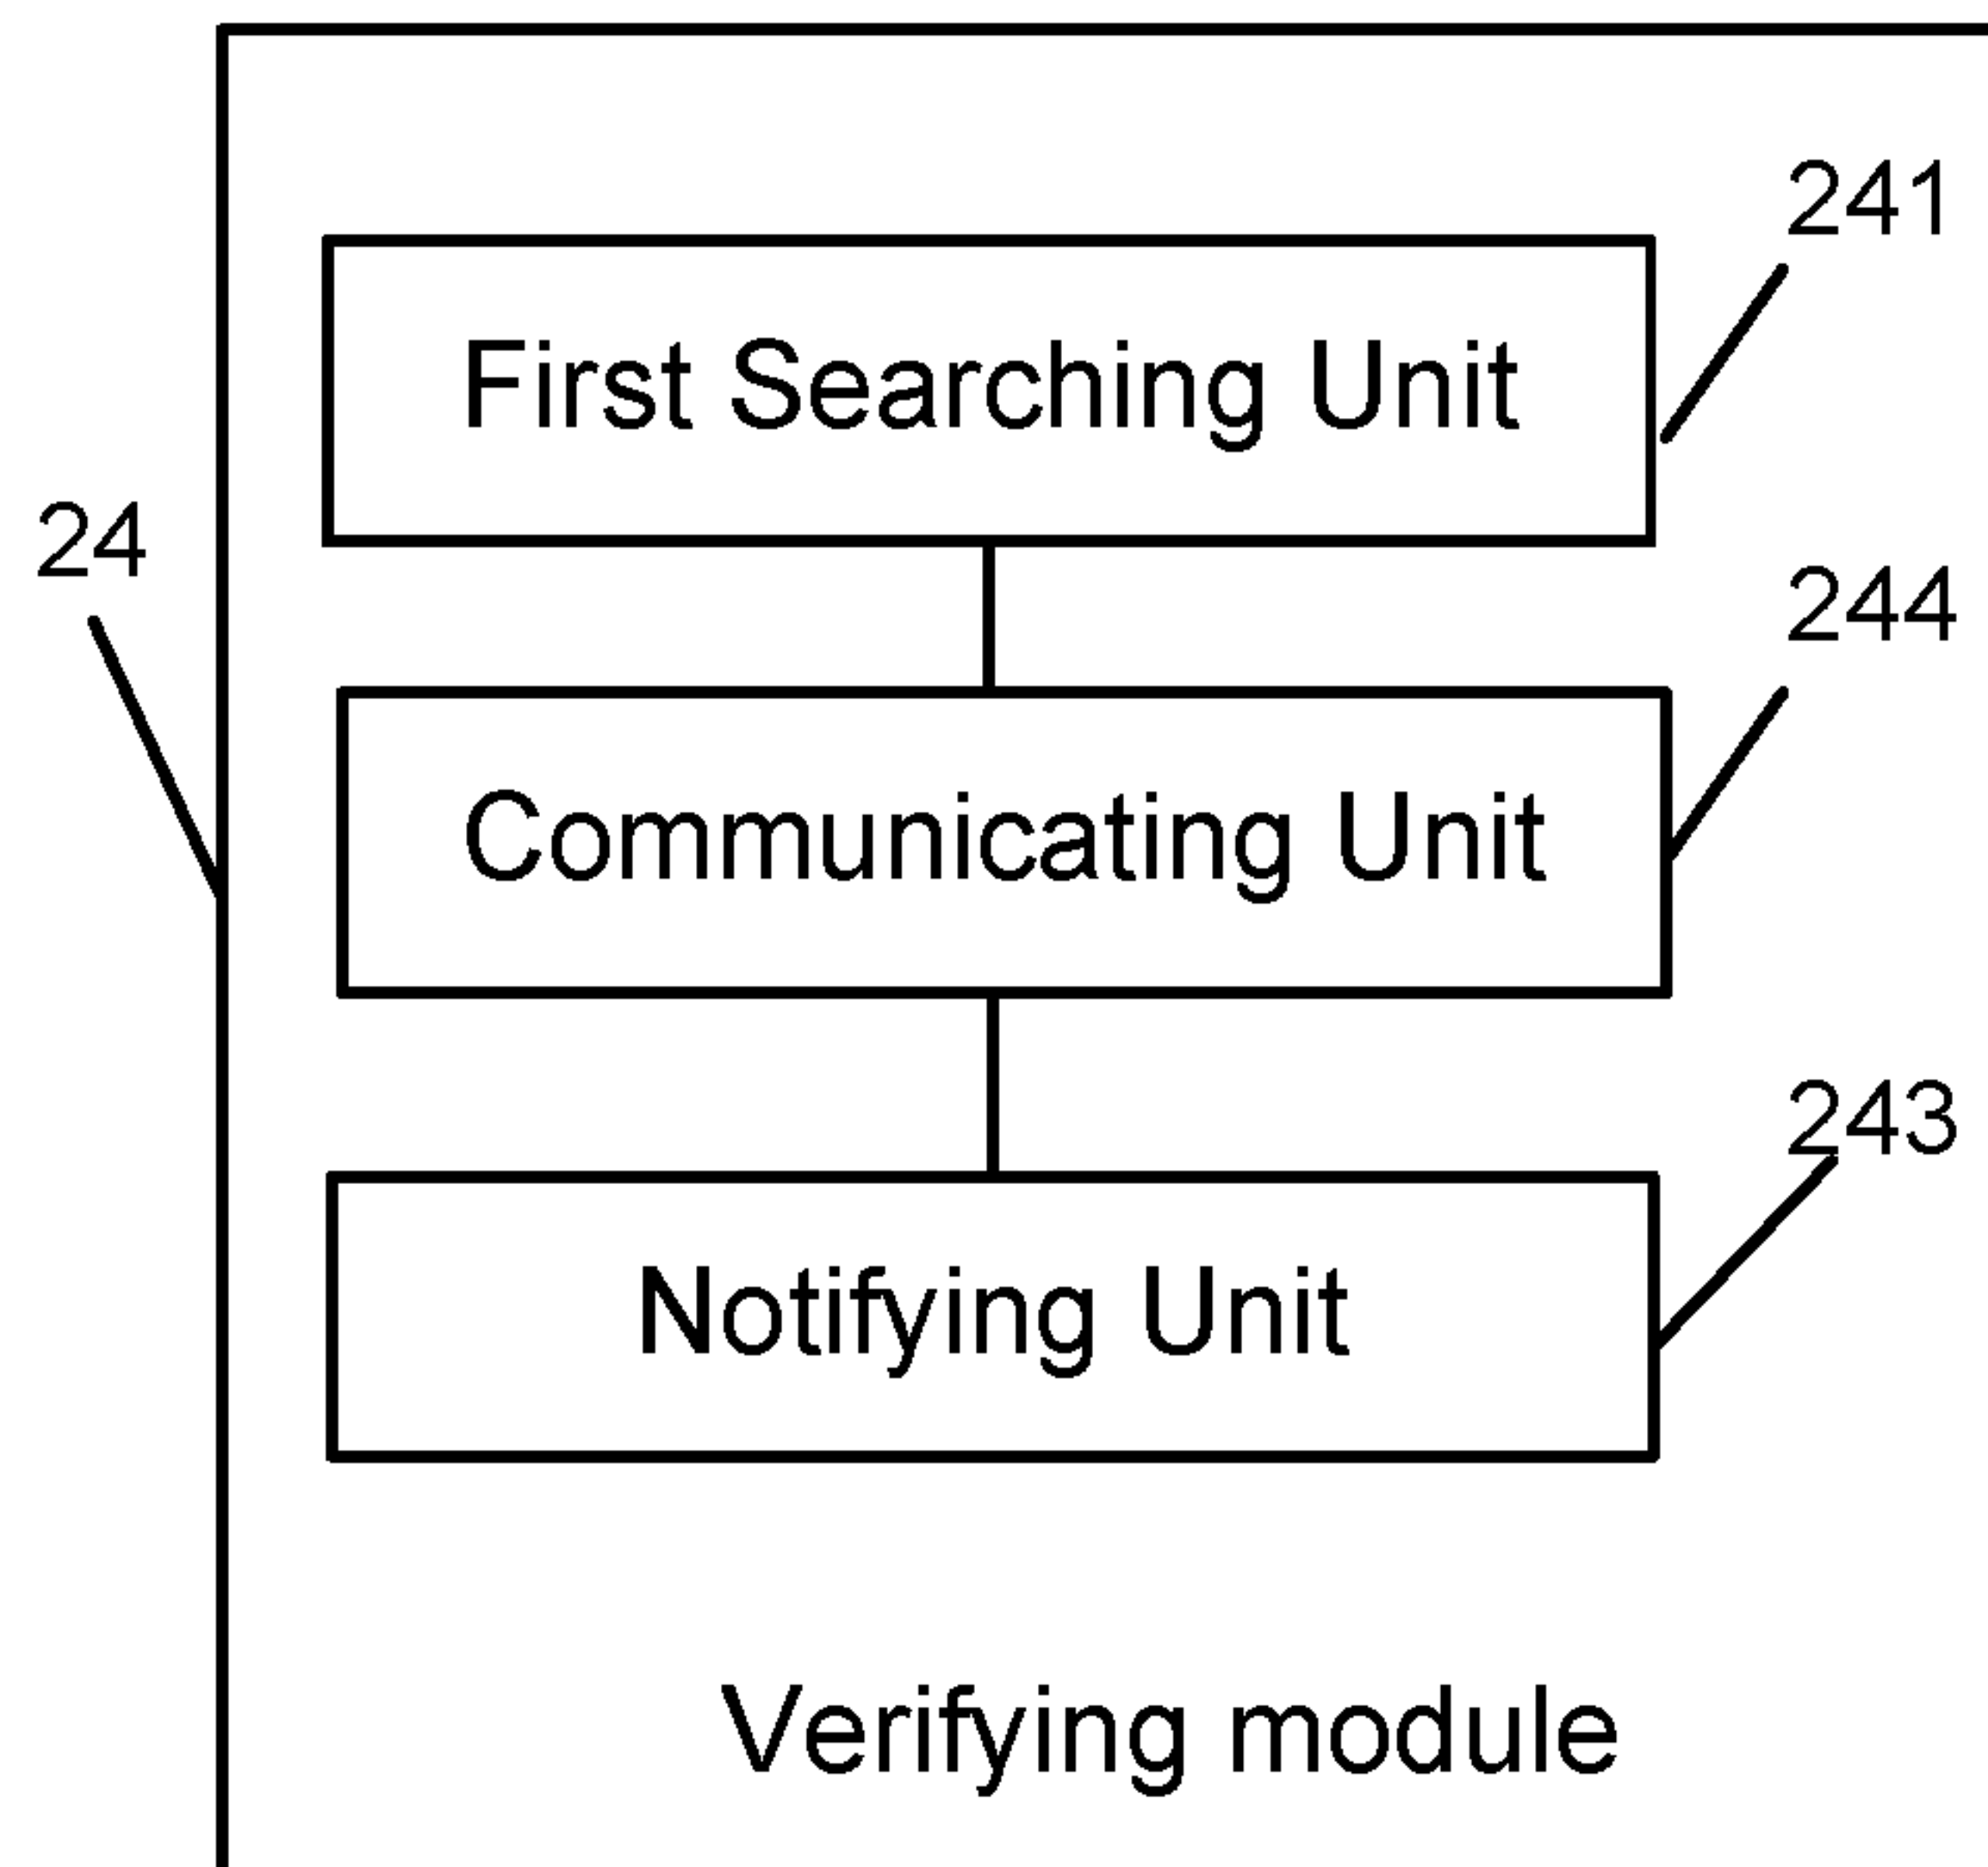 241
First Searching Unit
24
244
Communicating Unit
243
Notifying Unit
Verifying module